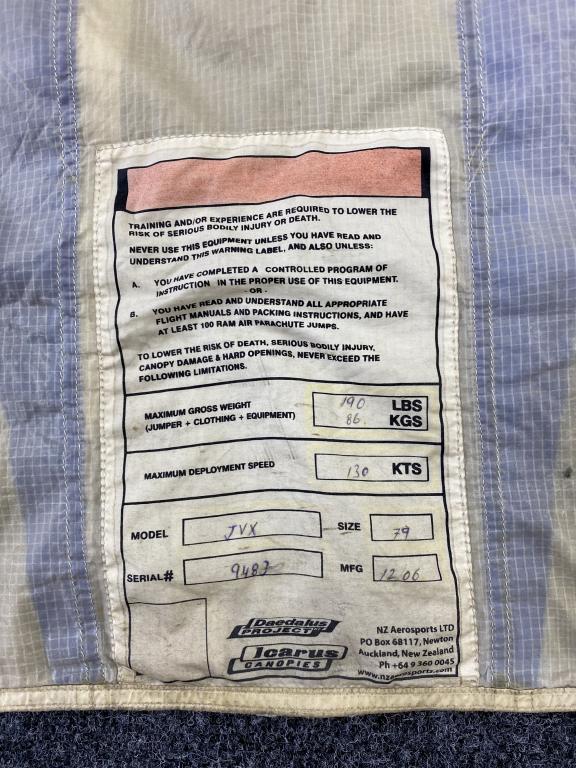 TRAINING AND/OR EXPERIENCE ARE REQUIRED TO LOWER THE
RISK OF SERIOUS BODILY INJURY OR DEATH.
NEVER USE THIS EQUIPMENT UNLESS YOU HAVE READ AND
UNDERSTAND THIS WARNING LABEL, AND ALSO UNLESS:
A. YOU HAVE COMPLETED A CONTROLLED PROGRAM OF
INSTRUCTION IN THE PROPER USE OF THIS EQUIPMENT.
- OR -
B. YOU HAVE READ AND UNDERSTAND ALL APPROPRIATE
FLIGHT MANUALS AND PACKING INSTRUCTIONS, AND HAVE
AT LEAST 100 RAM AIR PARACHUTE JUMPS.
TO LOWER THE RISK OF DEATH, SERIOUS BODILY INJURY,
CANOPY DAMAGE & HARD OPENINGS, NEVER EXCEED THE
FOLLOWING LIMITATIONS.
MAXIMUM GROSS WEIGHT 190 LBS
(JUMPER + CLOTHING + EQUIPMENT) 86 KGS
MAXIMUM DEPLOYMENT SPEED 130 KTS
MODEL JVX SIZE 79
SERIAL# 9487 MFG 12.06
Daedalus
PROJECT
Icarus
CANOPIES
NZ Aerosports LTD
PO Box 68117, Newton
Auckland, New Zealand
Ph +64 9 360 0045
www.nzaerosports.com